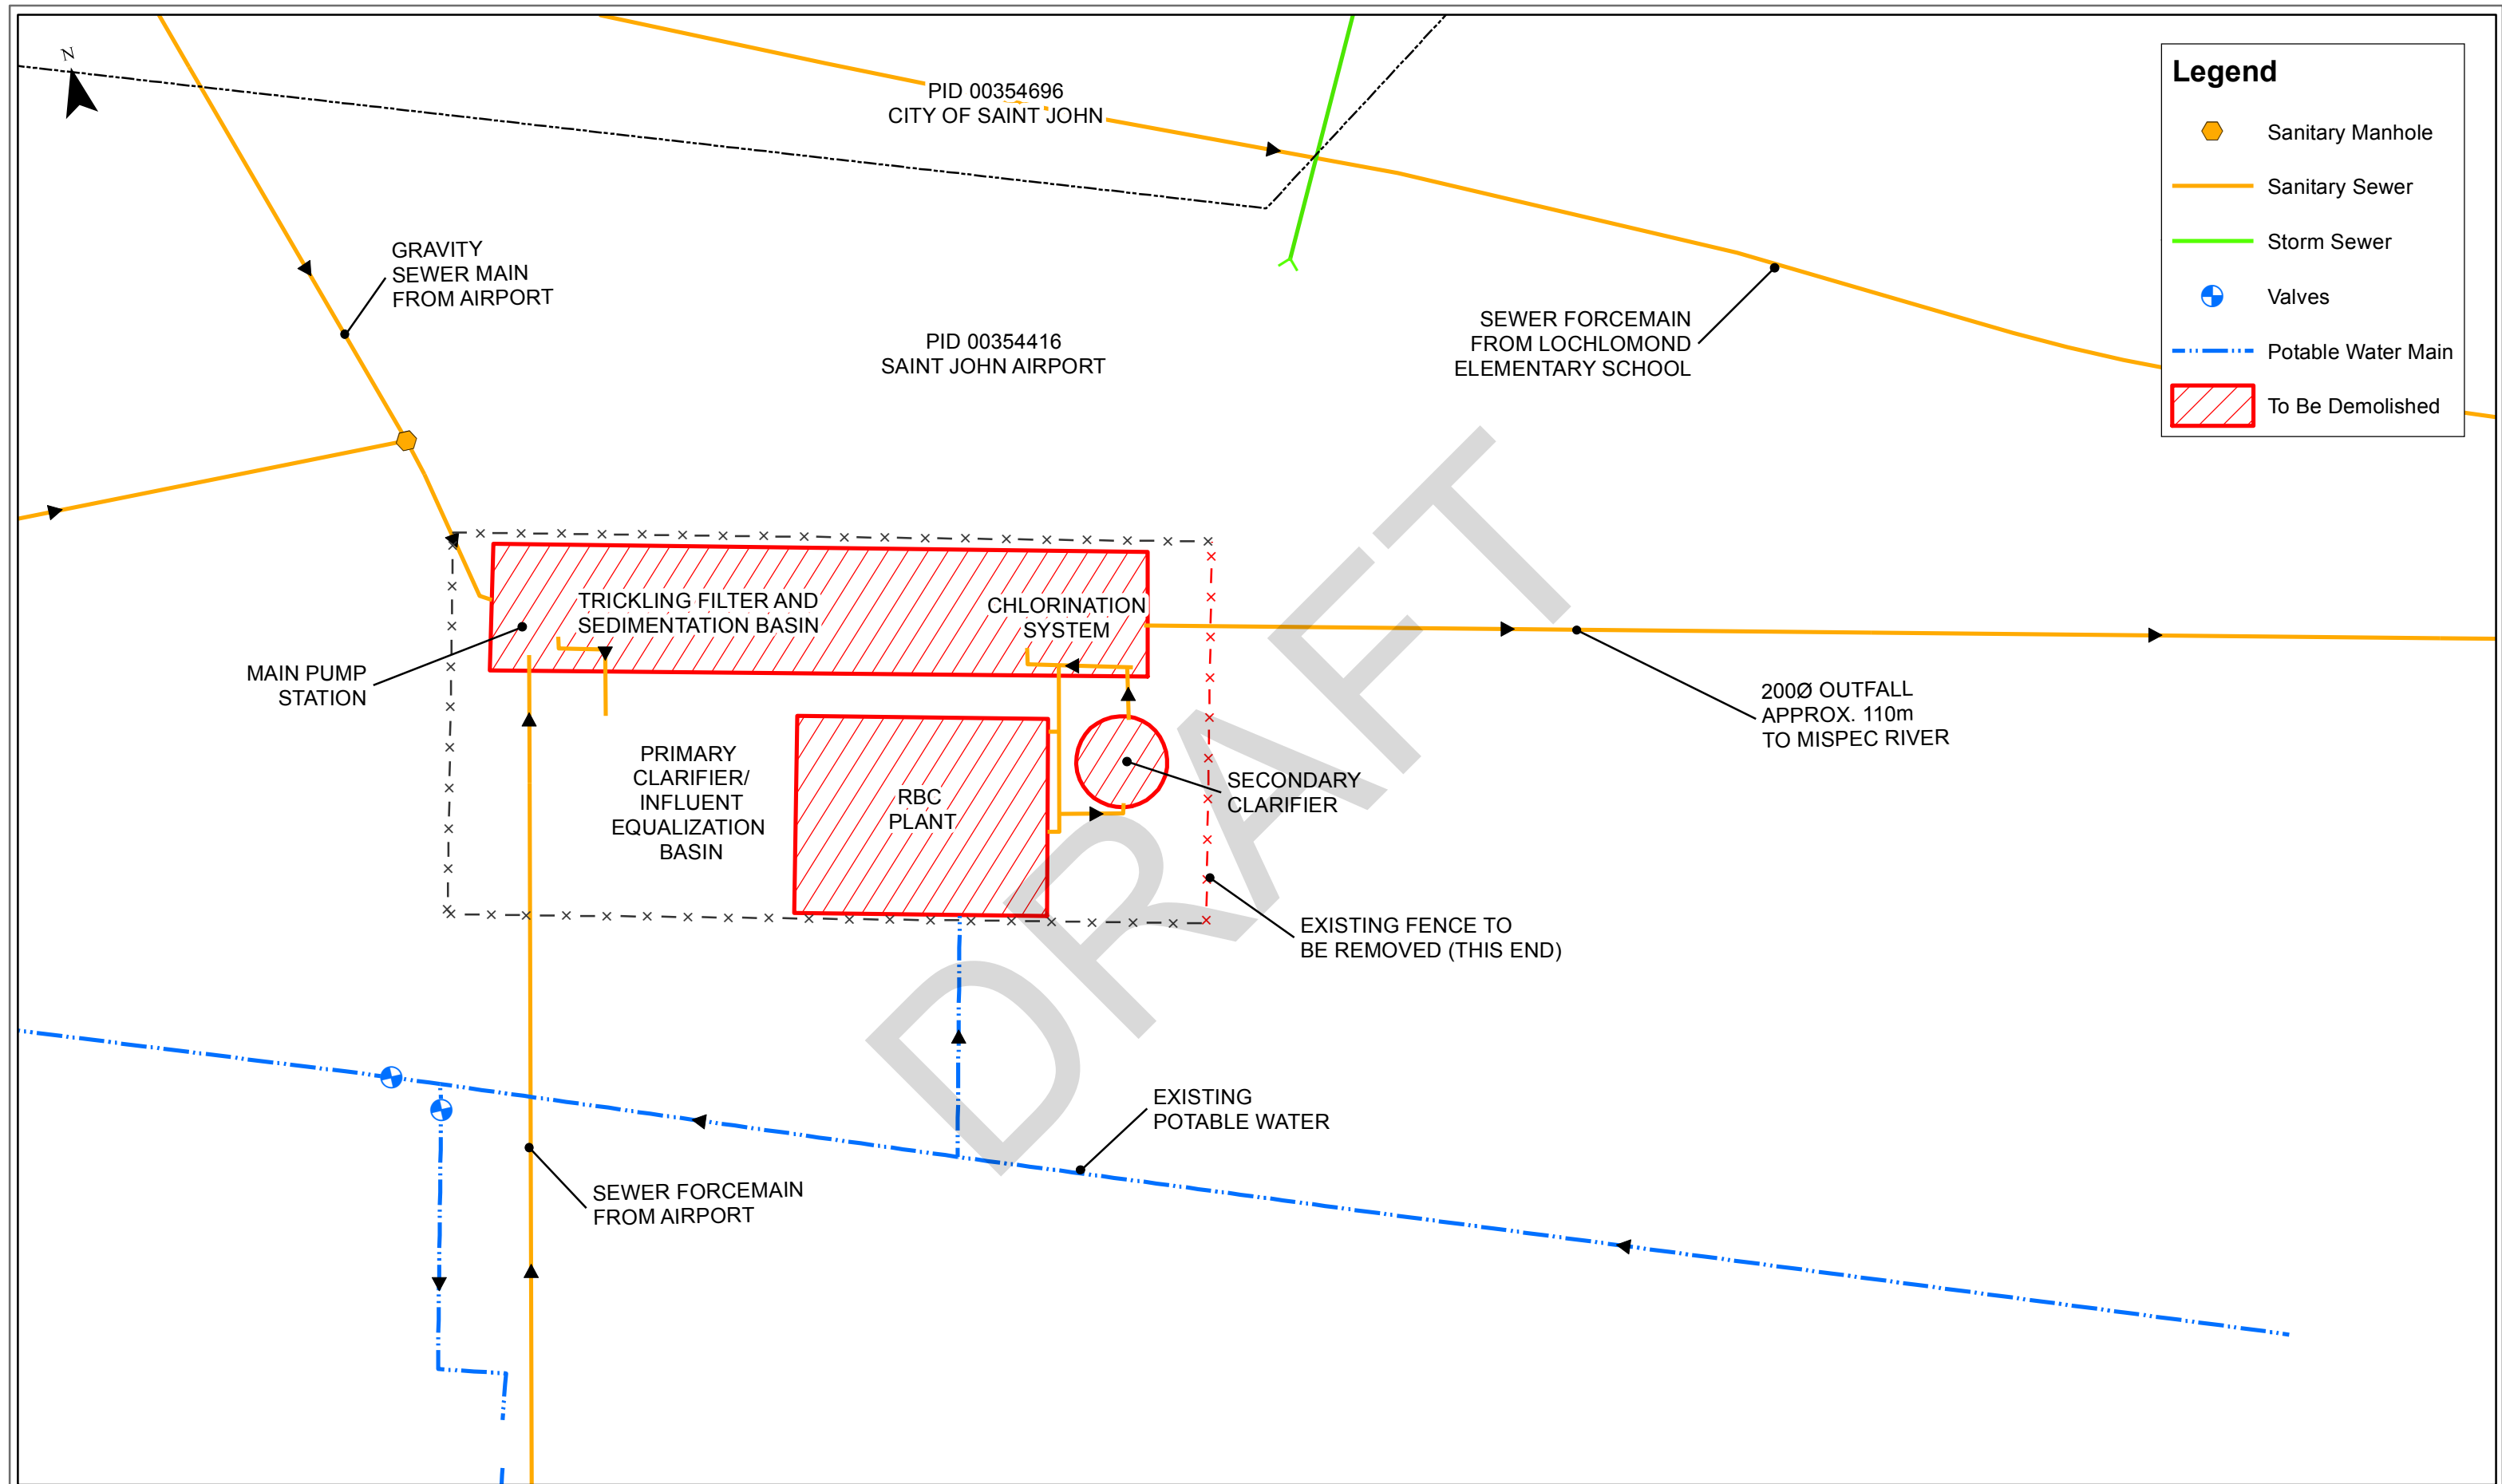 N
PID 00354696
CITY OF SAINT JOHN
Legend
Sanitary Manhole
Sanitary Sewer
Storm Sewer
Valves
Potable Water Main
To Be Demolished
GRAVITY
SEWER MAIN
FROM AIRPORT
PID 00354416
SAINT JOHN AIRPORT
SEWER FORCEMAIN
FROM LOCHLOMOND
ELEMENTARY SCHOOL
TRICKLING FILTER AND
SEDIMENTATION BASIN
CHLORINATION
SYSTEM
MAIN PUMP
STATION
200Ø OUTFALL
APPROX. 110m
TO MISPEC RIVER
PRIMARY
CLARIFIER/
INFLUENT
EQUALIZATION
BASIN
RBC
PLANT
SECONDARY
CLARIFIER
EXISTING FENCE TO
BE REMOVED (THIS END)
EXISTING
POTABLE WATER
SEWER FORCEMAIN
FROM AIRPORT
DRAFT